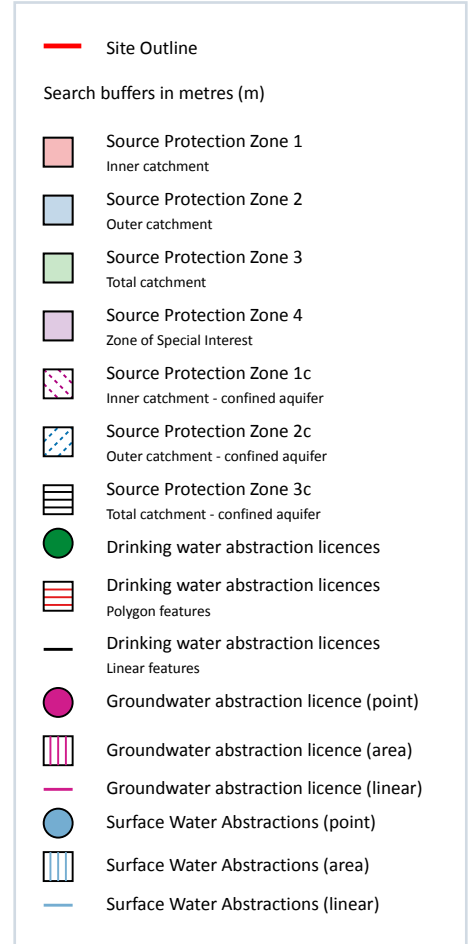 Site Outline
Search buffers in metres (m)
Source Protection Zone 1
Inner catchment
Source Protection Zone 2
Outer catchment
Source Protection Zone 3
Total catchment
Source Protection Zone 4
Zone of Special Interest
Source Protection Zone 1c
Inner catchment - confined aquifer
Source Protection Zone 2c
Outer catchment - confined aquifer
Source Protection Zone 3c
Total catchment - confined aquifer
Drinking water abstraction licences
Drinking water abstraction licences
Polygon features
Drinking water abstraction licences
Linear features
Groundwater abstraction licence (point)
Groundwater abstraction licence (area)
Groundwater abstraction licence (linear)
Surface Water Abstractions (point)
Surface Water Abstractions (area)
Surface Water Abstractions (linear)